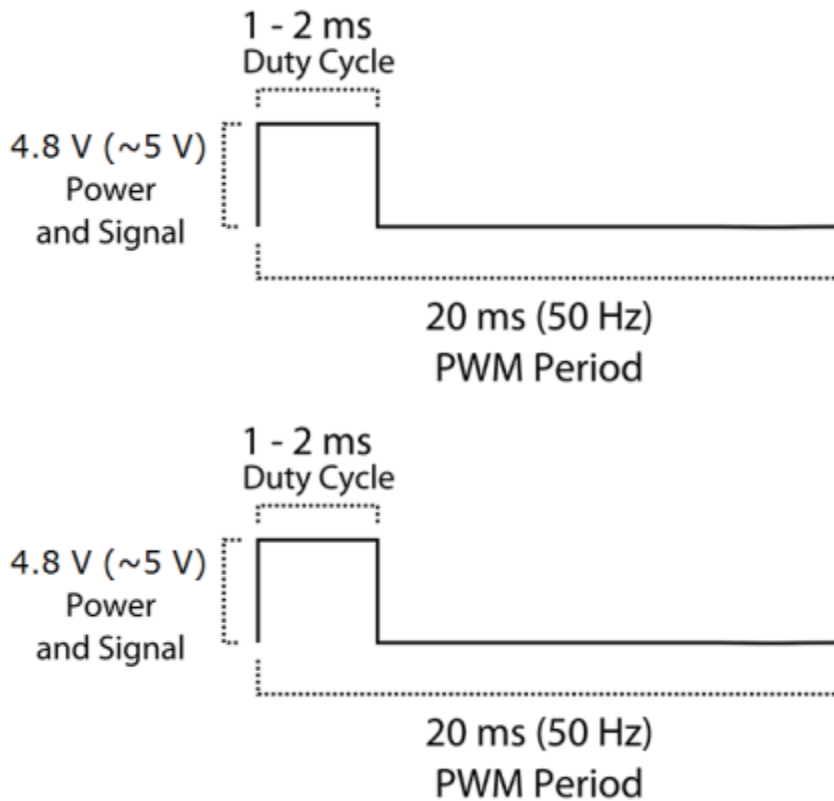 1 - 2 ms
Duty Cycle
4.8 V (~5 V)
Power
and Signal
20 ms (50 Hz)
PWM Period
1 - 2 ms
Duty Cycle
4.8 V (~5 V)
Power
and Signal
20 ms (50 Hz)
PWM Period